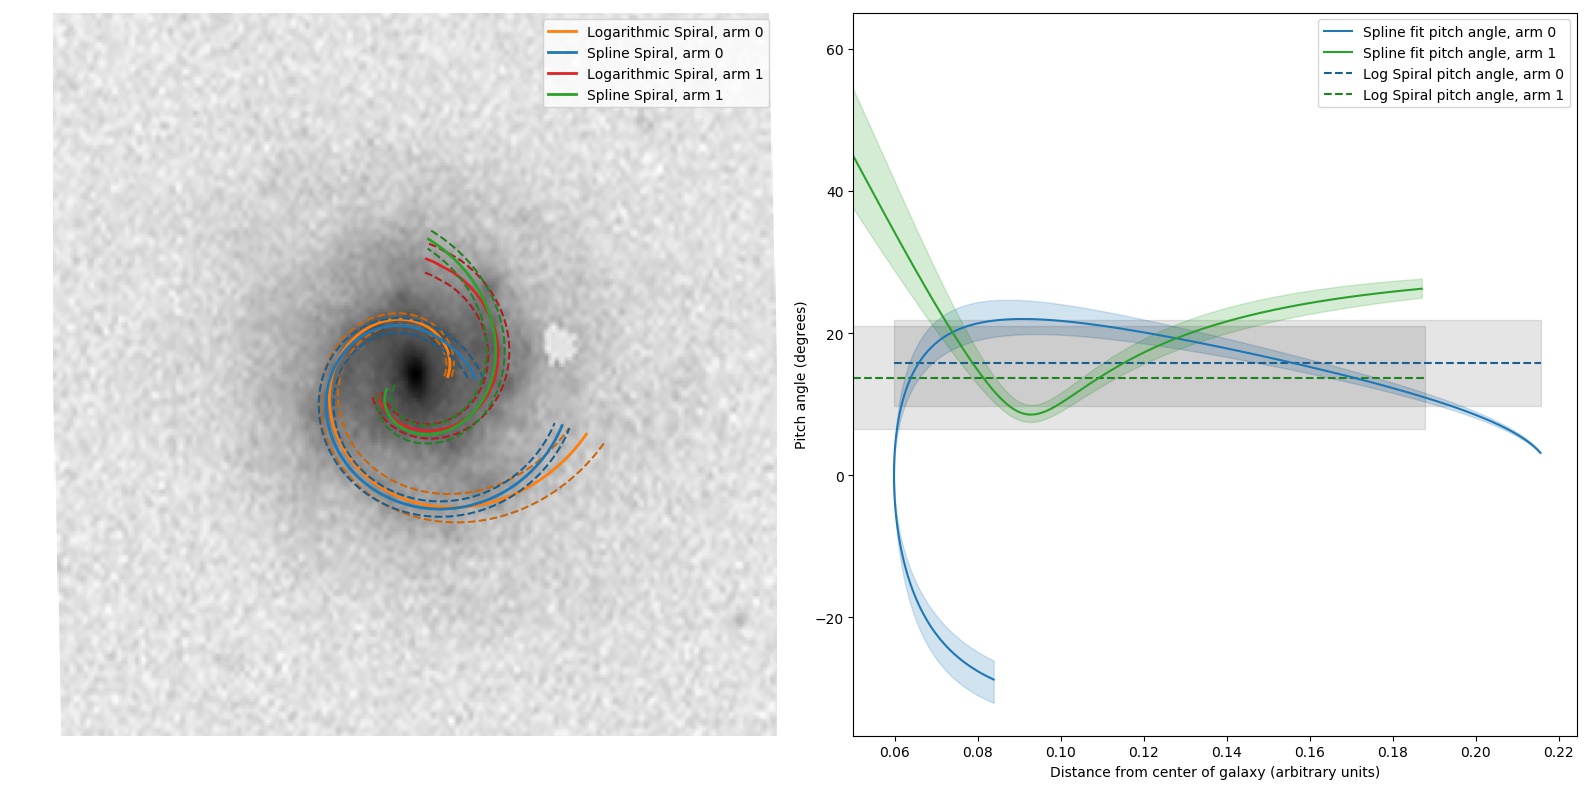 Logarithmic Spiral, arm 0
Spline Spiral, arm 0
Logarithmic Spiral, arm 1
Spline Spiral, arm 1
Spline fit pitch angle, arm 0
Spline fit pitch angle, arm 1
Log Spiral pitch angle, arm 0
Log Spiral pitch angle, arm 1
Pitch angle (degrees)
60
40
20
0
−20
0.06 0.08 0.10 0.12 0.14 0.16 0.18 0.20 0.22
Distance from center of galaxy (arbitrary units)